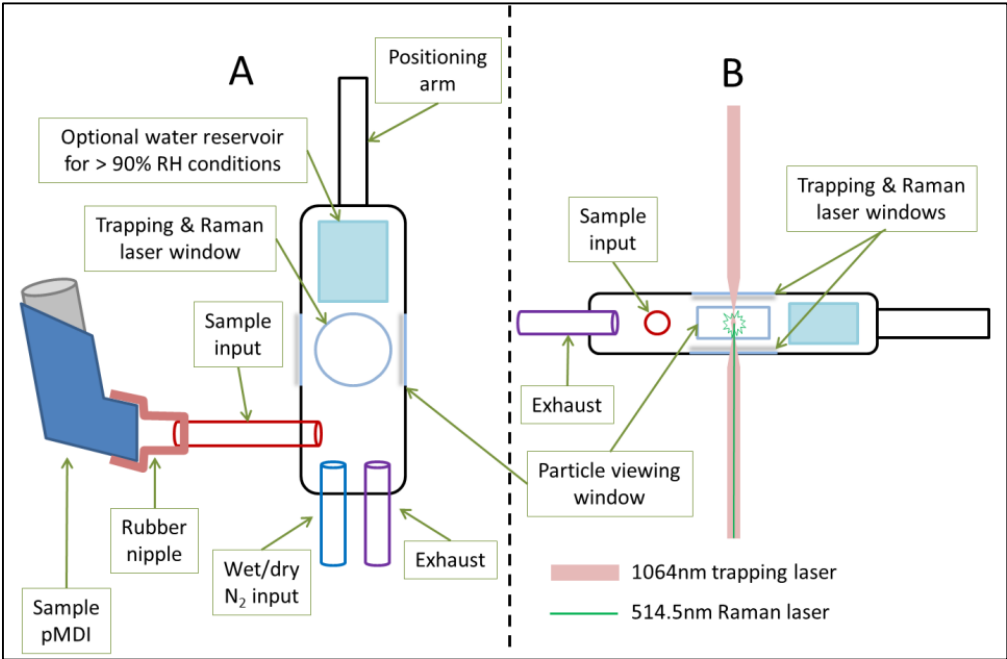 A
Positioning
arm
Optional water reservoir
for > 90% RH conditions
Trapping & Raman
laser window
Sample
input
Rubber
nipple
Sample
pMDI
Wet/dry
N₂ input
Exhaust
B
Trapping & Raman
laser windows
Sample
input
Exhaust
Particle viewing
window
1064nm trapping laser
514.5nm Raman laser